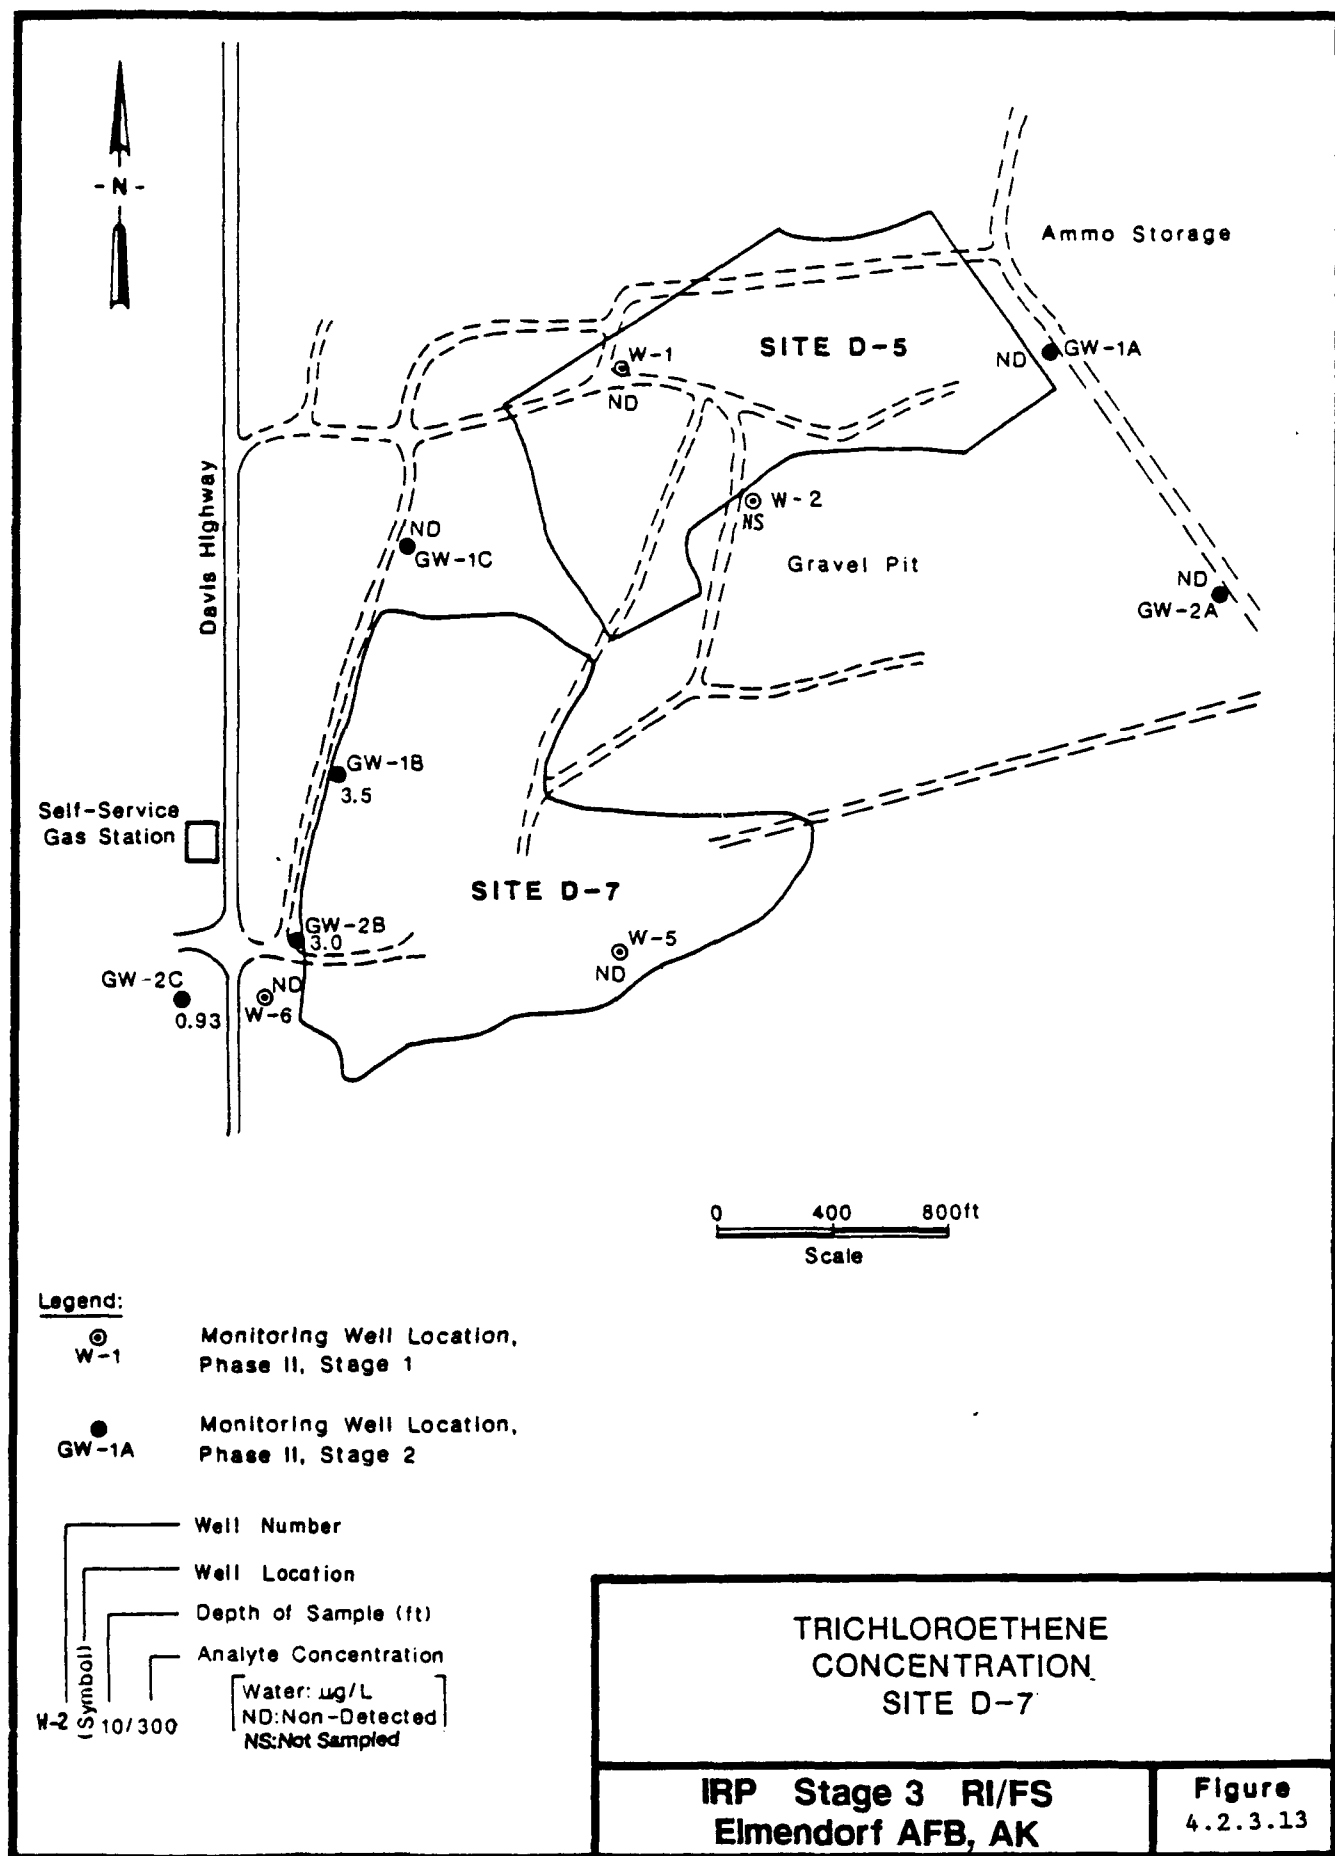 - N -
Ammo Storage
SITE D-5
W-1
ND
ND
GW-1A
Davis Highway
W-2
NS
ND
GW-1C
Gravel Pit
ND
GW-2A
GW-1B
3.5
Self-Service
Gas Station
SITE D-7
GW-2B
3.0
W-5
ND
GW-2C
0.93
ND
W-6
0 400 800ft
Scale
Legend:
W-1
Monitoring Well Location,
Phase II, Stage 1
GW-1A
Monitoring Well Location,
Phase II, Stage 2
Well Number
Well Location
Depth of Sample (ft)
Analyte Concentration
Water: µg/L
ND:Non-Detected
NS:Not Sampled
W-2 (Symbol) 10/300
TRICHLOROETHENE
CONCENTRATION
SITE D-7
IRP Stage 3 RI/FS
Elmendorf AFB, AK
Figure
4.2.3.13